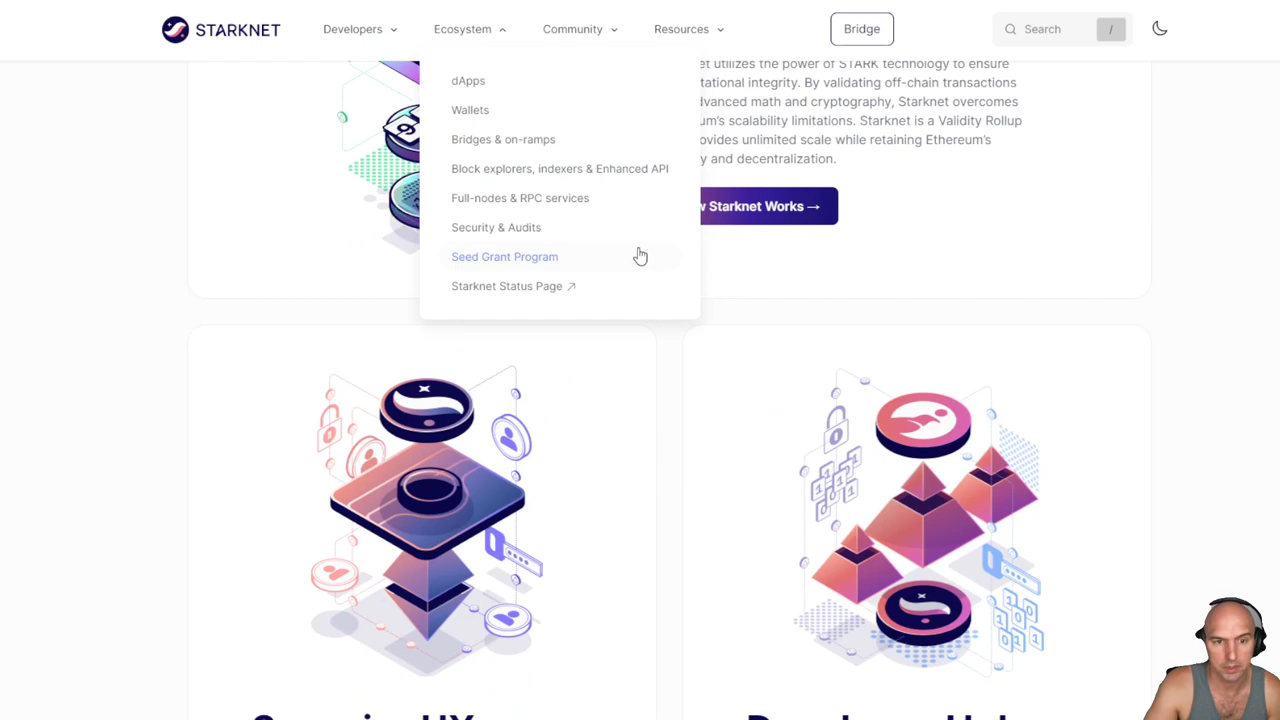 STARKNET
Developers
Ecosystem
Community
Resources
Bridge
Search
/
dApps
Wallets
Bridges & on-ramps
Block explorers, indexers & Enhanced API
Full-nodes & RPC services
Security & Audits
Seed Grant Program
Starknet Status Page ↗
et utilizes the power of STARK technology to ensure
tational integrity. By validating off-chain transactions
dvanced math and cryptography, Starknet overcomes
um's scalability limitations. Starknet is a Validity Rollup
ovides unlimited scale while retaining Ethereum's
y and decentralization.
w Starknet Works →